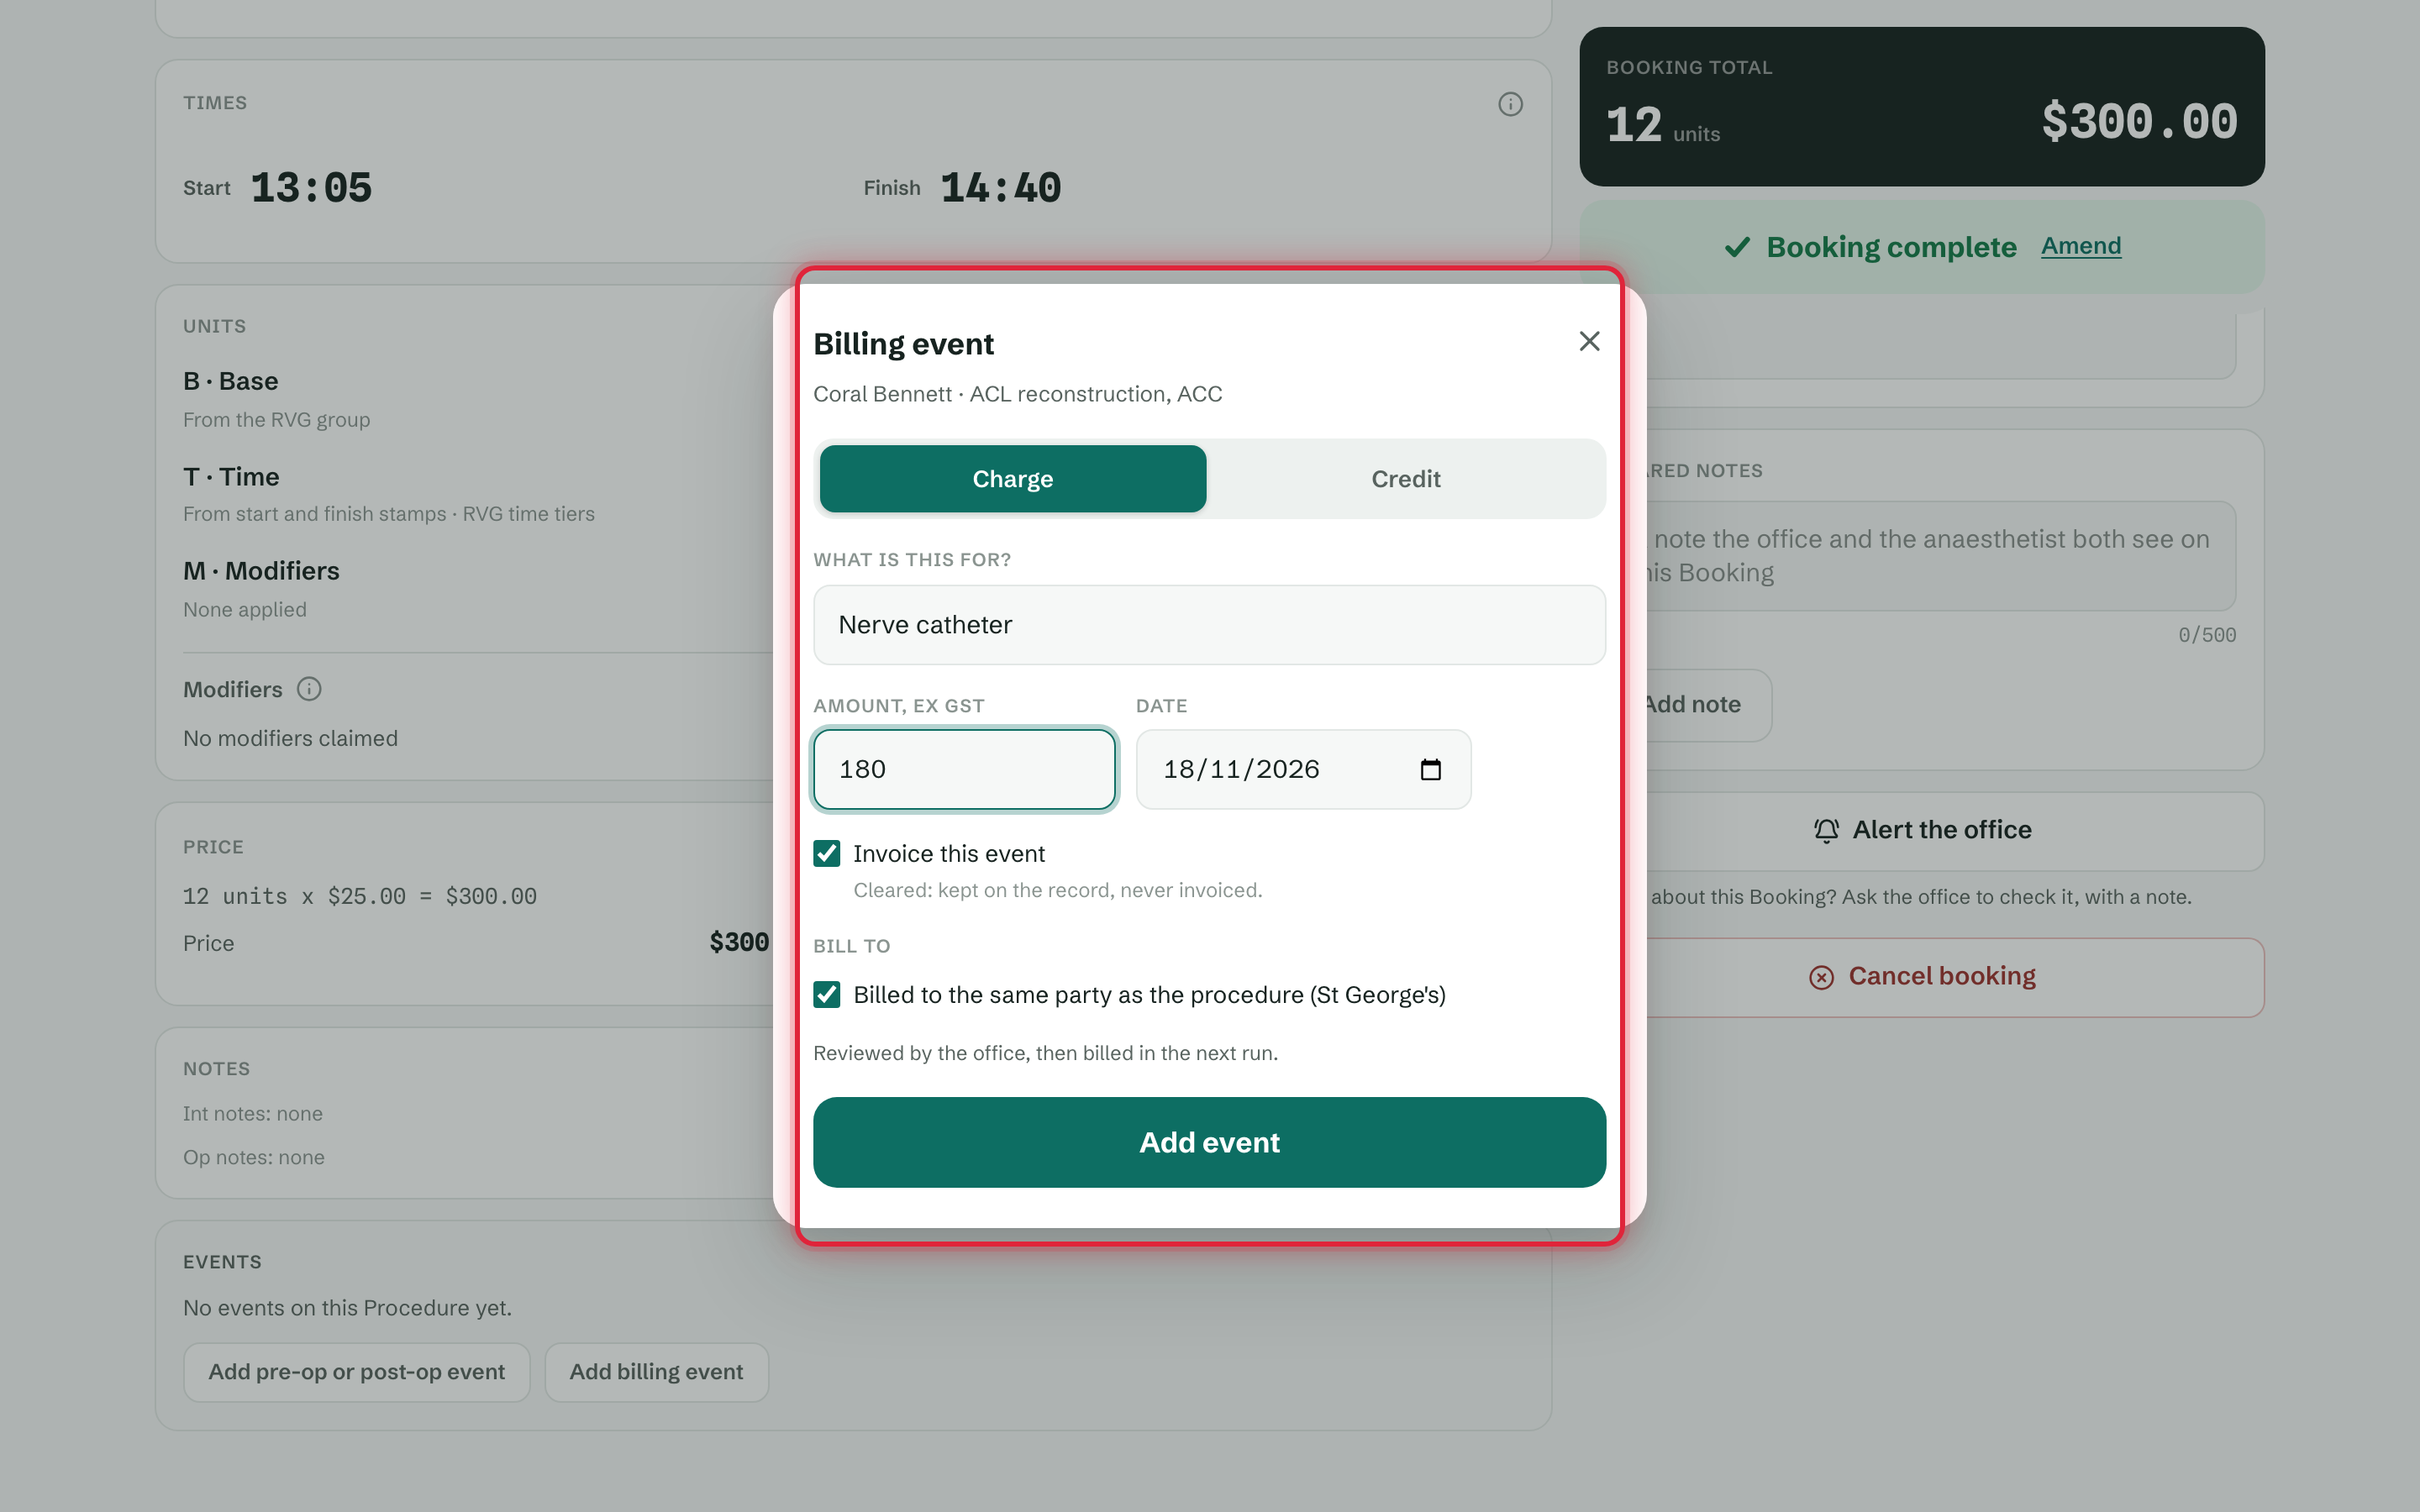 TIMES
Start 13:05
Finish 14:40
UNITS
B · Base
From the RVG group
T · Time
From start and finish stamps · RVG time tiers
M · Modifiers
None applied
Modifiers
No modifiers claimed
PRICE
12 units x $25.00 = $300.00
Price $300
NOTES
Int notes: none
Op notes: none
EVENTS
No events on this Procedure yet.
Add pre-op or post-op event
Add billing event
Billing event
Coral Bennett · ACL reconstruction, ACC
Charge
Credit
WHAT IS THIS FOR?
Nerve catheter
AMOUNT, EX GST
DATE
180
18/11/2026
Invoice this event
Cleared: kept on the record, never invoiced.
BILL TO
Billed to the same party as the procedure (St George's)
Reviewed by the office, then billed in the next run.
Add event
BOOKING TOTAL
12 units
$300.00
Booking complete Amend
NOTES
note the office and the anaesthetist both see on
Booking
0/500
Add note
Alert the office
about this Booking? Ask the office to check it, with a note.
Cancel booking